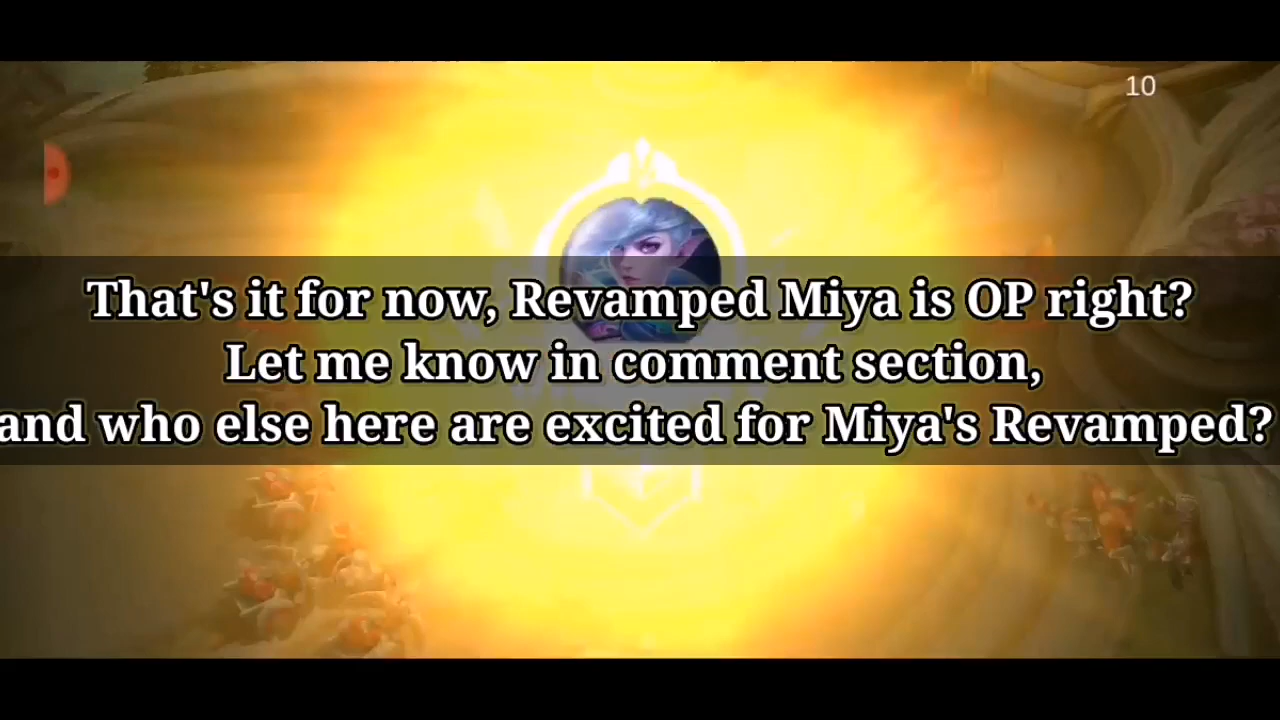 10
That's it for now, Revamped Miya is OP right?
Let me know in comment section,
and who else here are excited for Miya's Revamped?